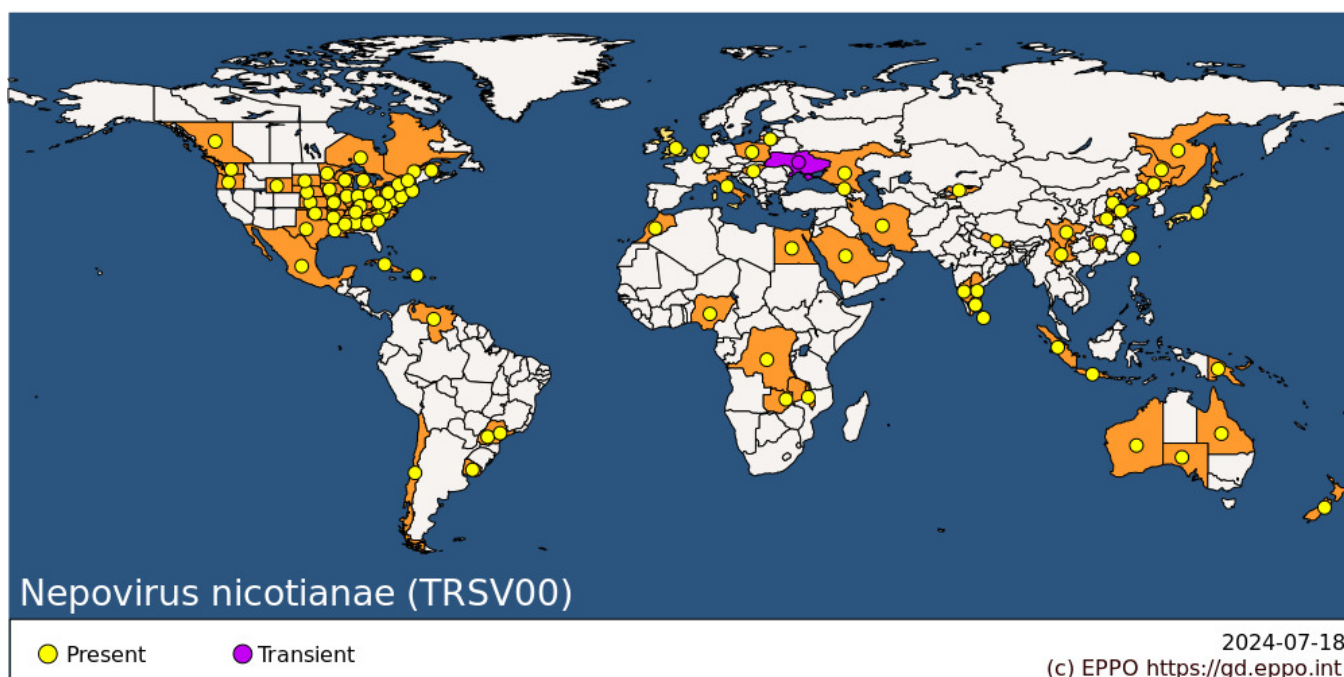 Nepovirus nicotianae (TRSV00)
Present
Transient
2024-07-18
(c) EPPO https://gd.eppo.int